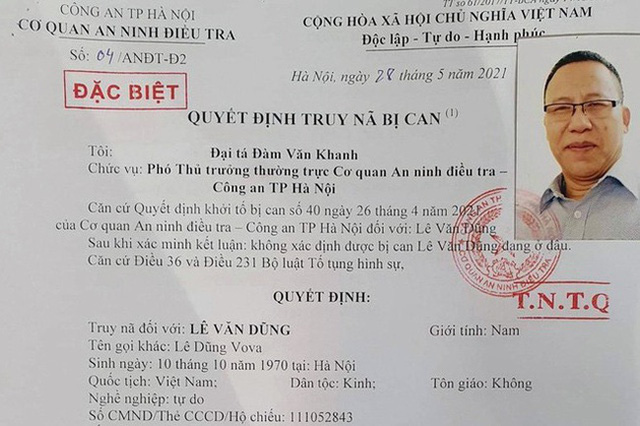 CÔNG AN TP HÀ NỘI
CƠ QUAN AN NINH ĐIỀU TRA
Số: 04/ANĐT-Đ2
CỘNG HÒA XÃ HỘI CHỦ NGHĨA VIỆT NAM
Độc lập - Tự do - Hạnh phúc
Hà Nội, ngày 28 tháng 5 năm 2021
ĐẶC BIỆT
QUYẾT ĐỊNH TRUY NÃ BỊ CAN (1)
Tôi: Đại tá Đàm Văn Khanh
Chức vụ: Phó Thủ trưởng thường trực Cơ quan An ninh điều tra –
Công an TP Hà Nội
Căn cứ Quyết định khởi tố bị can số 40 ngày 26 tháng 4 năm 2021
của Cơ quan An ninh điều tra – Công an TP Hà Nội đối với: Lê Văn Dũng
Sau khi xác minh kết luận: không xác định được bị can Lê Văn Dũng đang ở đâu.
Căn cứ Điều 36 và Điều 231 Bộ luật Tố tụng hình sự,
CƠ QUAN AN NINH ĐIỀU TRA
T.N.T.Q
QUYẾT ĐỊNH:
Truy nã đối với: LÊ VĂN DŨNG Giới tính: Nam
Tên gọi khác: Lê Dũng Vova
Sinh ngày: 10 tháng 10 năm 1970 tại: Hà Nội
Quốc tịch: Việt Nam; Dân tộc: Kinh; Tôn giáo: Không
Nghề nghiệp: tự do
Số CMND/Thẻ CCCD/Hộ chiếu: 111052843